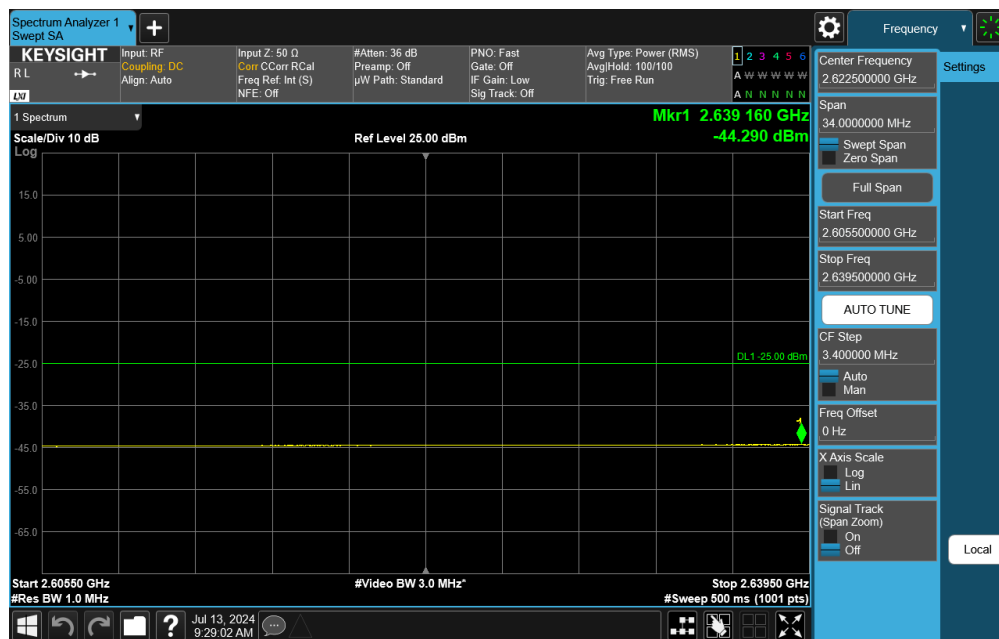 Spectrum Analyzer 1
Swept SA
+
Frequency
KEYSIGHT
RL
LXI
Input: RF
Coupling: DC
Align: Auto
Input Z: 50 Ω
Corr CCorr RCal
Freq Ref: Int (S)
NFE: Off
#Atten: 36 dB
Preamp: Off
µW Path: Standard
PNO: Fast
Gate: Off
IF Gain: Low
Sig Track: Off
Avg Type: Power (RMS)
Avg|Hold: 100/100
Trig: Free Run
1 2 3 4 5 6
A W W W W W
A N N N N N
1 Spectrum
Scale/Div 10 dB
Log
Ref Level 25.00 dBm
Mkr1 2.639 160 GHz
-44.290 dBm
15.0
5.00
-5.00
-15.0
-25.0
-35.0
-45.0
-55.0
-65.0
DL1 -25.00 dBm
1
Start 2.60550 GHz
#Res BW 1.0 MHz
#Video BW 3.0 MHz*
Stop 2.63950 GHz
#Sweep 500 ms (1001 pts)
Center Frequency
2.622500000 GHz
Settings
Span
34.0000000 MHz
Swept Span
Zero Span
Full Span
Start Freq
2.605500000 GHz
Stop Freq
2.639500000 GHz
AUTO TUNE
CF Step
3.400000 MHz
Auto
Man
Freq Offset
0 Hz
X Axis Scale
Log
Lin
Signal Track
(Span Zoom)
On
Off
Local
?
Jul 13, 2024
9:29:02 AM